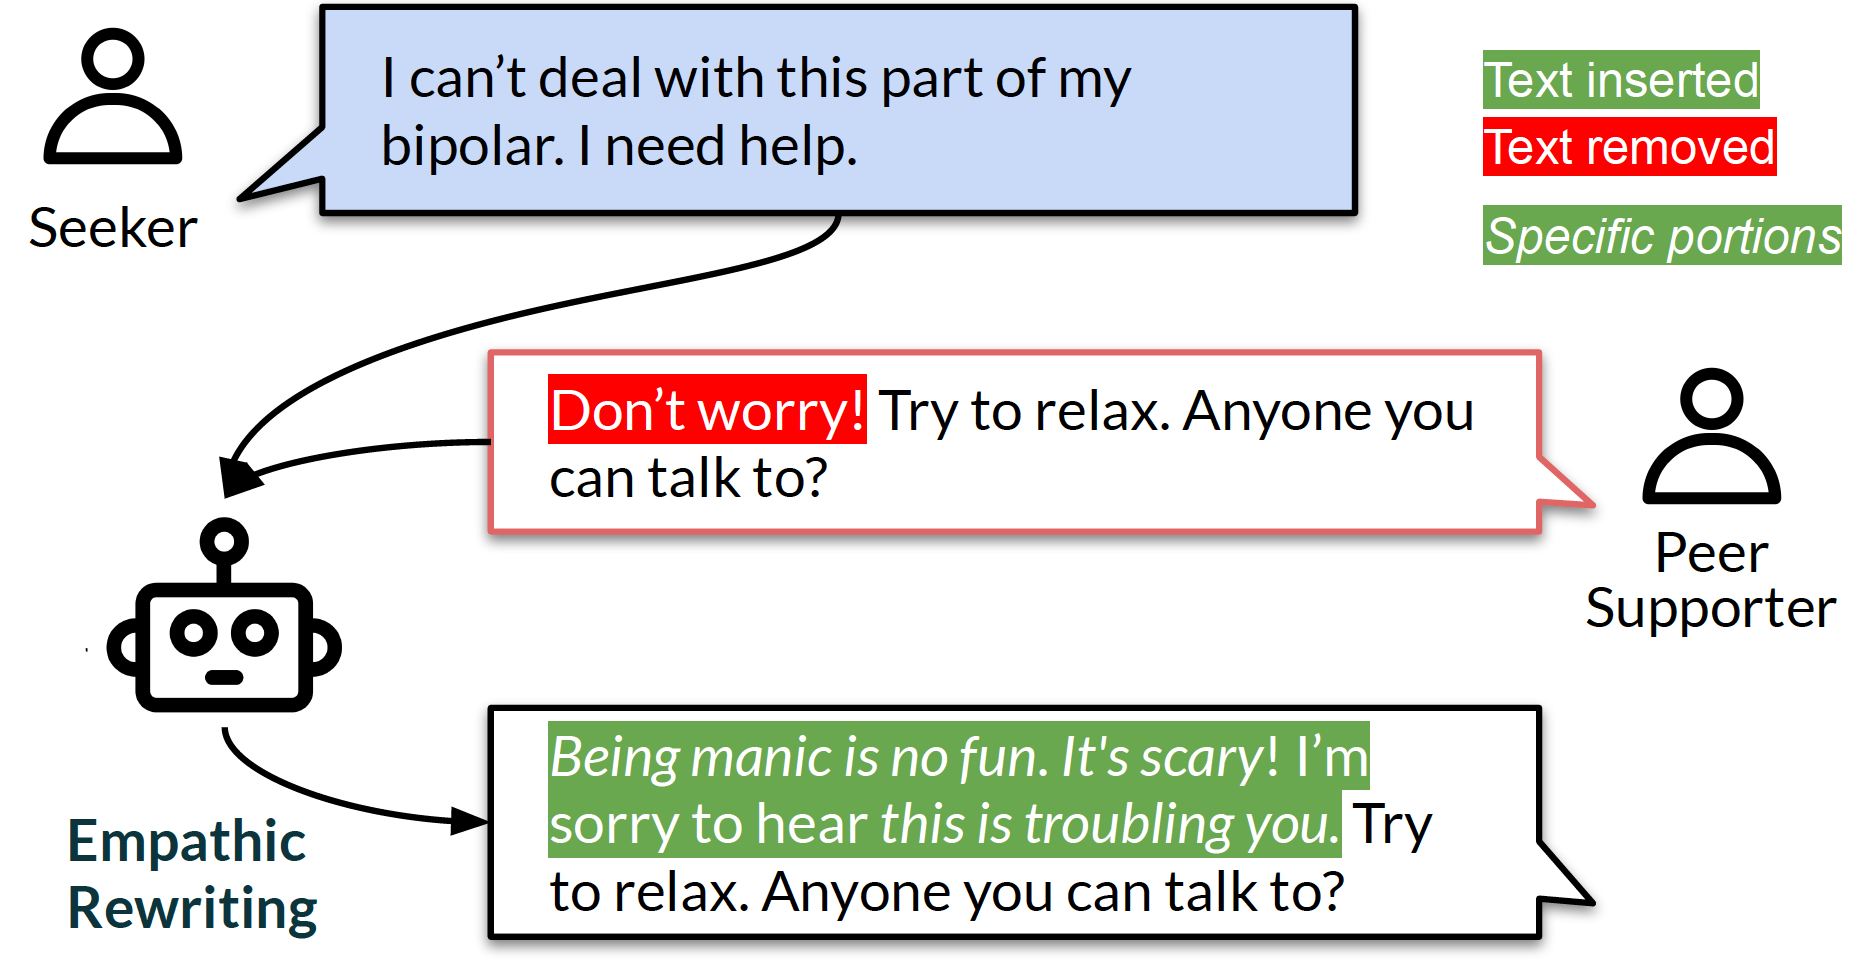 I can’t deal with this part of my
bipolar. I need help.
Seeker
Text inserted
Text removed
Specific portions
Don’t worry! Try to relax. Anyone you
can talk to?
Peer
Supporter
Being manic is no fun. It's scary! I’m
sorry to hear this is troubling you. Try
to relax. Anyone you can talk to?
Empathic
Rewriting